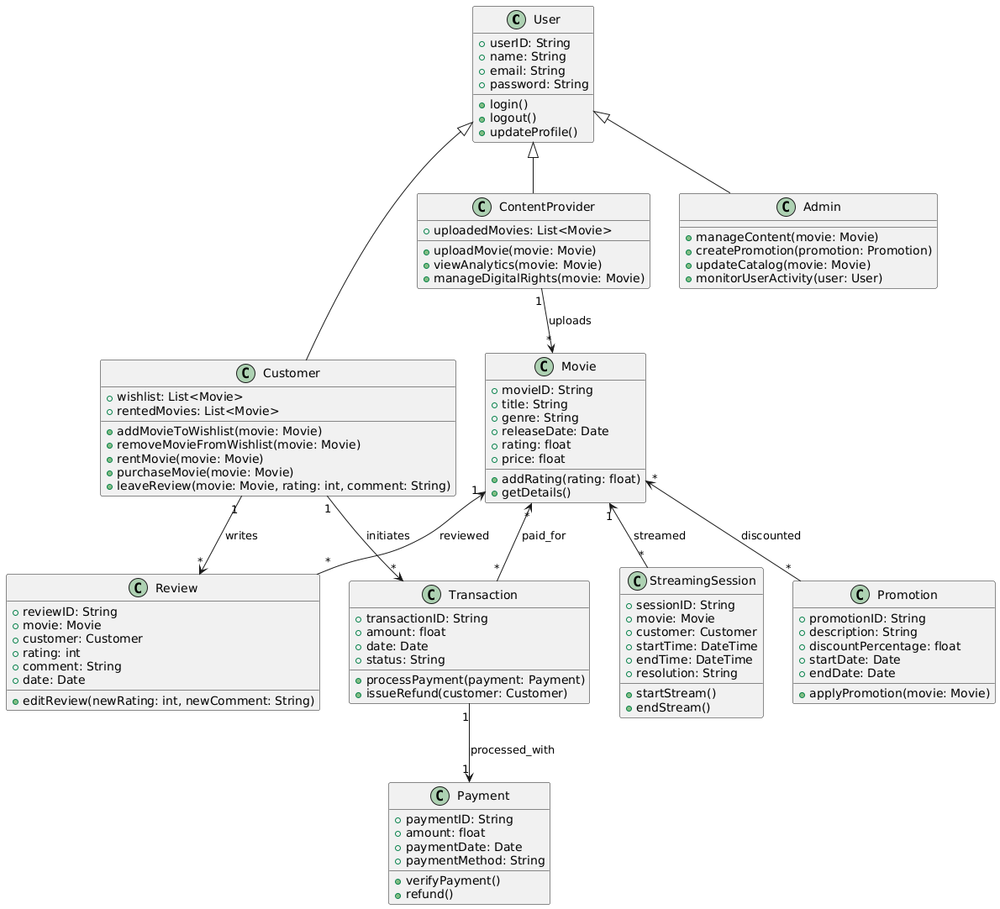 C User
userID: String
name: String
email: String
password: String
login()
logout()
updateProfile()
C ContentProvider
uploadedMovies: List<Movie>
uploadMovie(movie: Movie)
viewAnalytics(movie: Movie)
manageDigitalRights(movie: Movie)
C Admin
manageContent(movie: Movie)
createPromotion(promotion: Promotion)
updateCatalog(movie: Movie)
monitorUserActivity(user: User)
1
uploads
*
C Customer
wishlist: List<Movie>
rentedMovies: List<Movie>
addMovieToWishlist(movie: Movie)
removeMovieFromWishlist(movie: Movie)
rentMovie(movie: Movie)
purchaseMovie(movie: Movie)
leaveReview(movie: Movie, rating: int, comment: String)
C Movie
movieID: String
title: String
genre: String
releaseDate: Date
rating: float
price: float
addRating(rating: float)
getDetails()
1
writes
*
1
initiates
*
1
reviewed
*
*
paid_for
*
1
streamed
*
*
discounted
*
C Review
reviewID: String
movie: Movie
customer: Customer
rating: int
comment: String
date: Date
editReview(newRating: int, newComment: String)
C Transaction
transactionID: String
amount: float
date: Date
status: String
processPayment(payment: Payment)
issueRefund(customer: Customer)
C StreamingSession
sessionID: String
movie: Movie
customer: Customer
startTime: DateTime
endTime: DateTime
resolution: String
startStream()
endStream()
C Promotion
promotionID: String
description: String
discountPercentage: float
startDate: Date
endDate: Date
applyPromotion(movie: Movie)
1
processed_with
1
C Payment
paymentID: String
amount: float
paymentDate: Date
paymentMethod: String
verifyPayment()
refund()